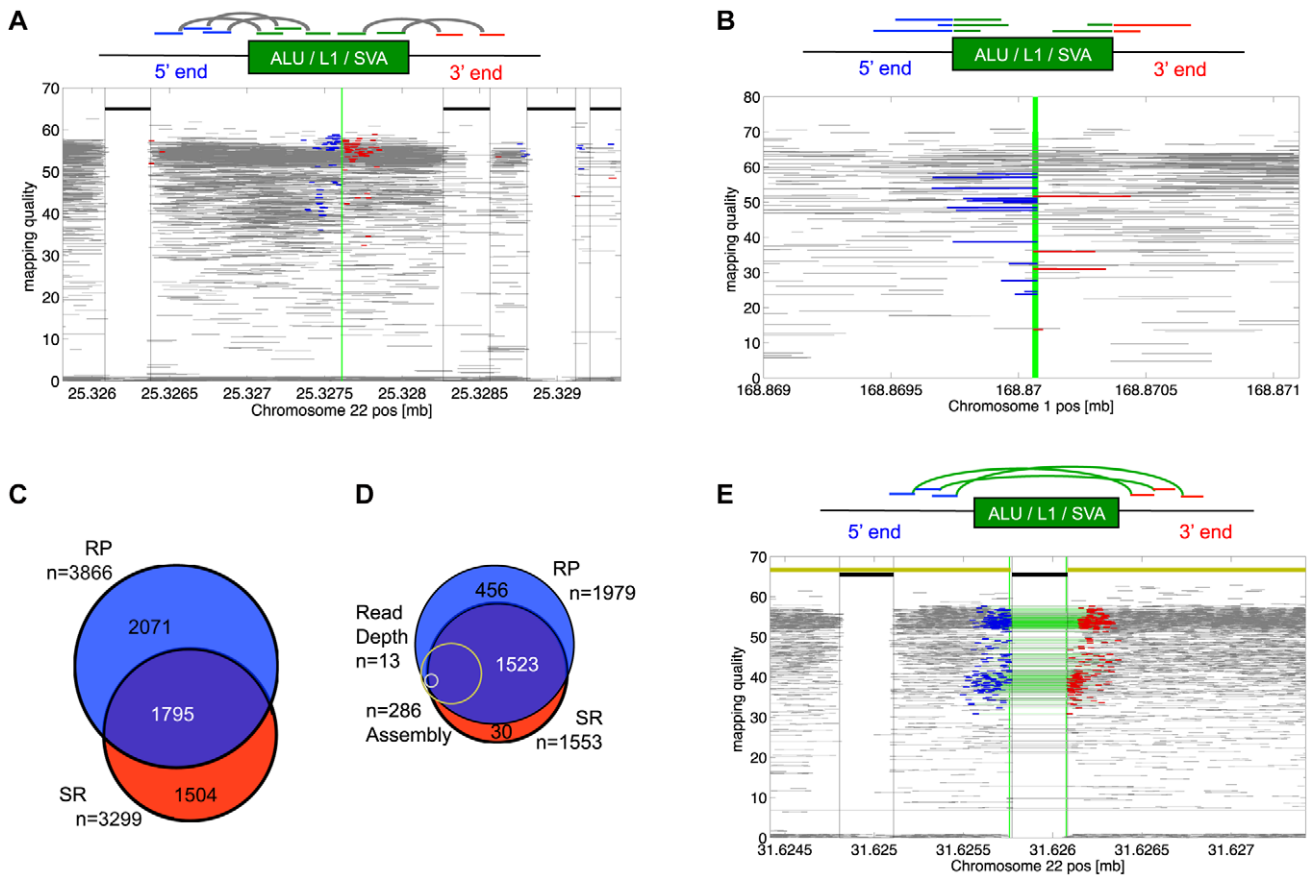 A
ALU / L1 / SVA
5' end
3' end
70
60
50
40
30
20
10
0
mapping quality
25.326
25.3265
25.327
25.3275
25.328
25.3285
25.329
Chromosome 22 pos [mb]
B
ALU / L1 / SVA
5' end
3' end
80
70
60
50
40
30
20
10
0
mapping quality
168.869
168.8695
168.87
168.8705
168.871
Chromosome 1 pos [mb]
C
RP
n=3866
2071
1795
1504
SR
n=3299
D
RP
n=1979
456
Read
Depth
n=13
1523
n=286
Assembly
30
SR
n=1553
E
ALU / L1 / SVA
5' end
3' end
70
60
50
40
30
20
10
0
mapping quality
31.6245
31.625
31.6255
31.626
31.6265
31.627
Chromosome 22 pos [mb]